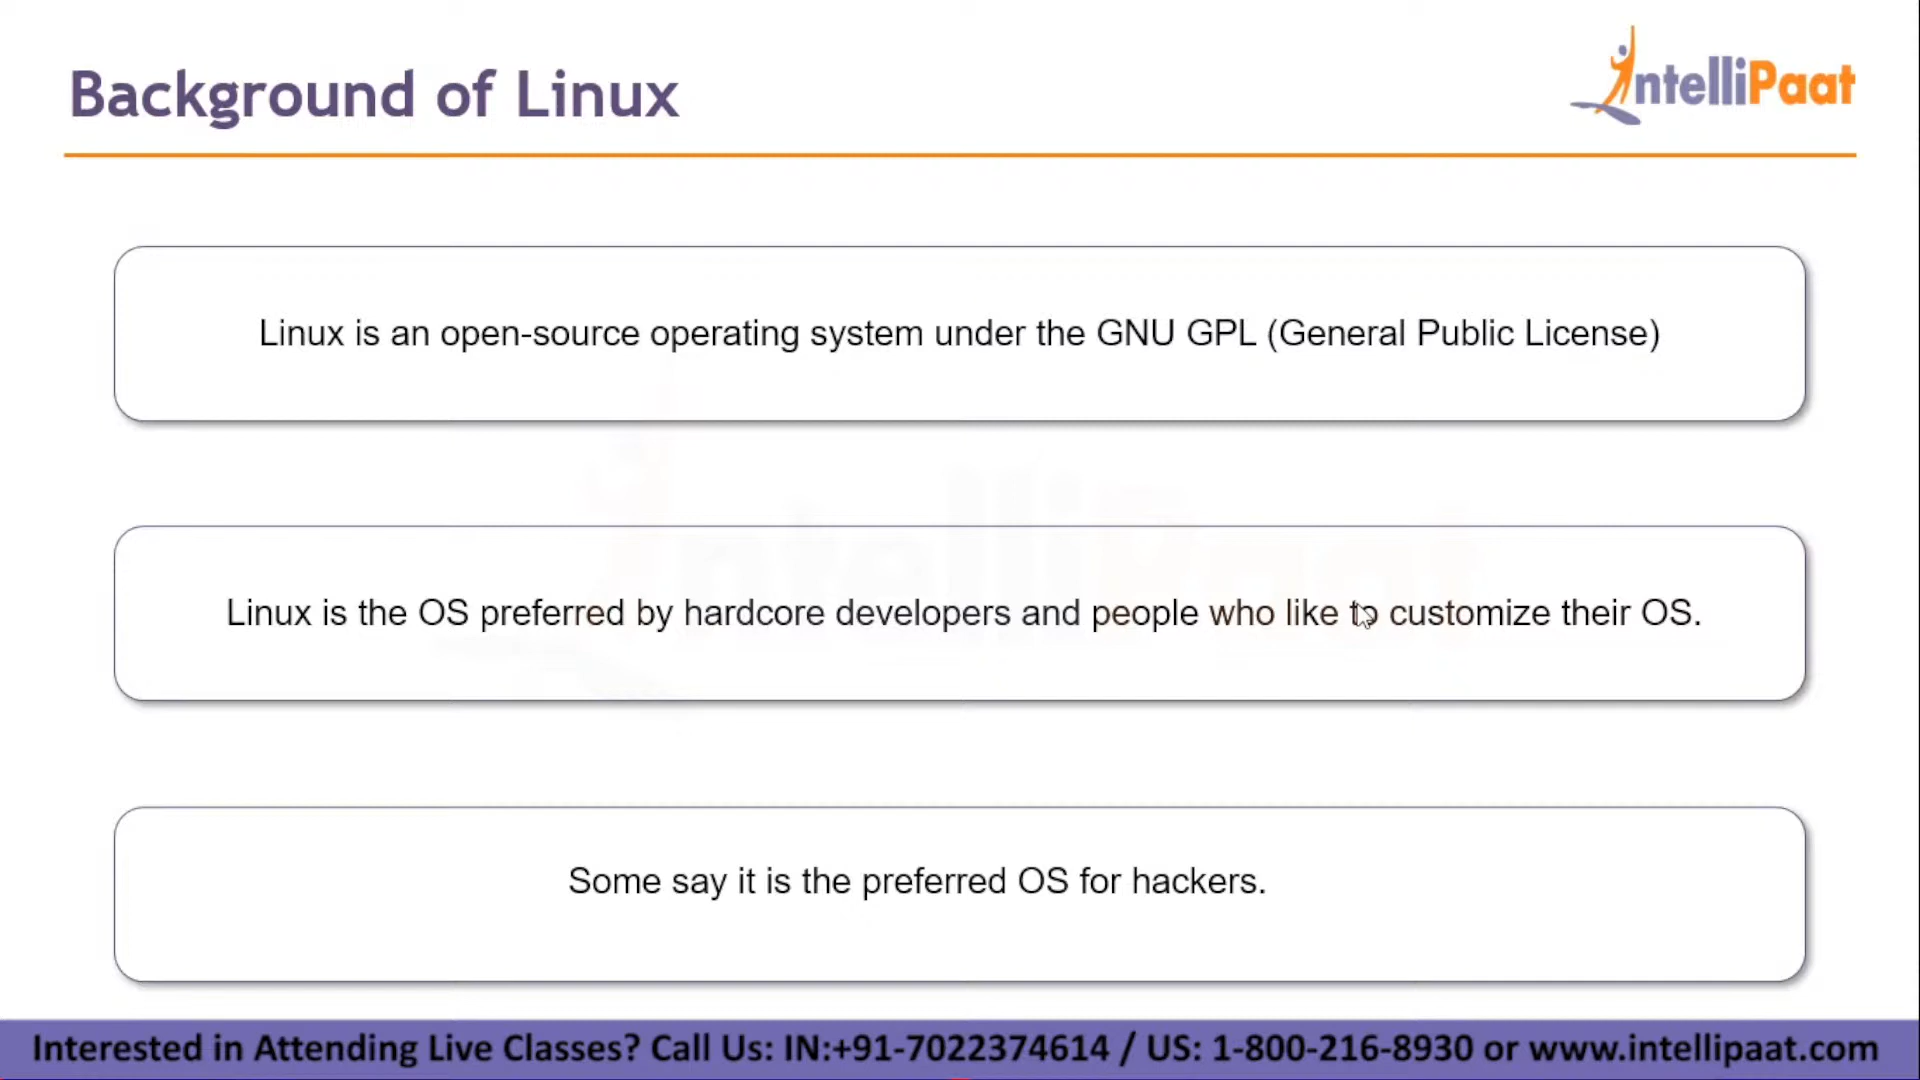 Background of Linux
IntelliPaat
Linux is an open-source operating system under the GNU GPL (General Public License)
Linux is the OS preferred by hardcore developers and people who like to customize their OS.
Some say it is the preferred OS for hackers.
Interested in Attending Live Classes? Call Us: IN:+91-7022374614 / US: 1-800-216-8930 or www.intellipaat.com